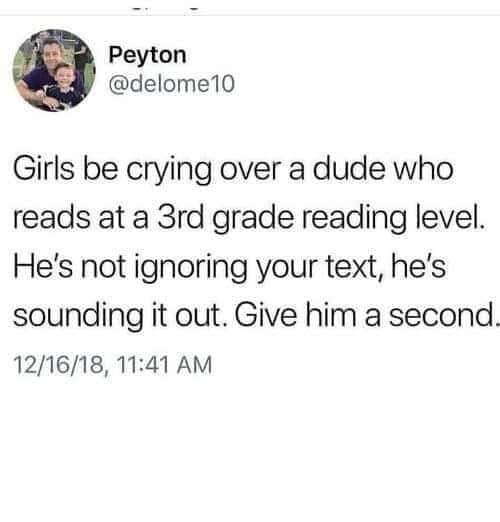 Peyton
@delome10
Girls be crying over a dude who
reads at a 3rd grade reading level.
He's not ignoring your text, he's
sounding it out. Give him a second.
12/16/18, 11:41 AM